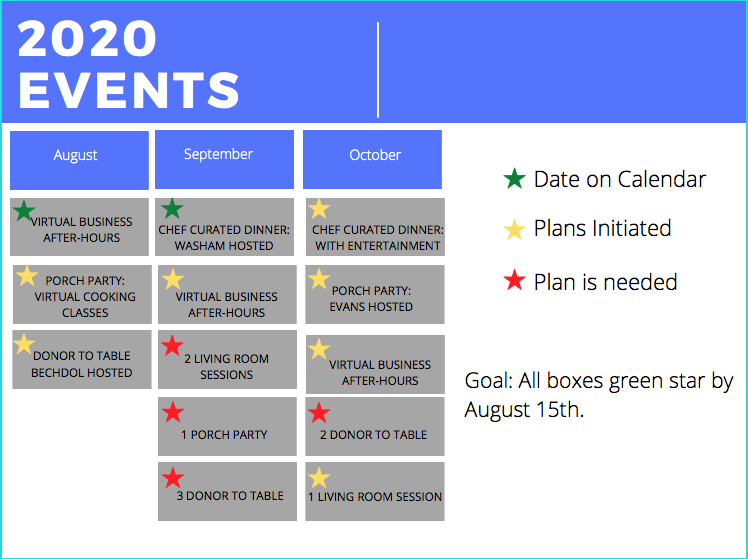 2020
EVENTS
August
September
October
VIRTUAL BUSINESS
AFTER-HOURS
CHEF CURATED DINNER:
WASHAM HOSTED
CHEF CURATED DINNER:
WITH ENTERTAINMENT
PORCH PARTY:
VIRTUAL COOKING
CLASSES
VIRTUAL BUSINESS
AFTER-HOURS
PORCH PARTY:
EVANS HOSTED
DONOR TO TABLE
BECHDOL HOSTED
2 LIVING ROOM
SESSIONS
VIRTUAL BUSINESS
AFTER-HOURS
1 PORCH PARTY
2 DONOR TO TABLE
3 DONOR TO TABLE
1 LIVING ROOM SESSION
Date on Calendar
Plans Initiated
Plan is needed
Goal: All boxes green star by
August 15th.